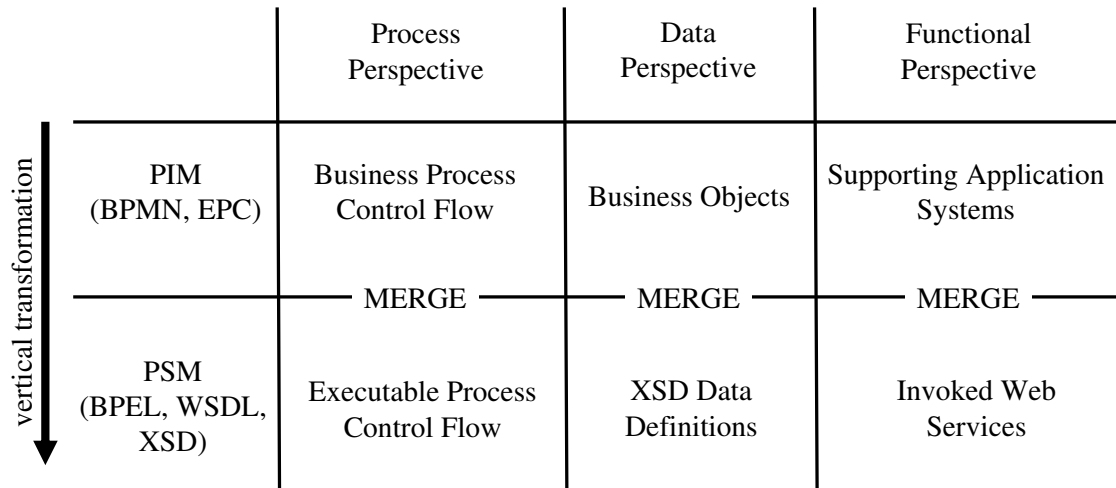 Process
Perspective
Data
Perspective
Functional
Perspective
vertical transformation
PIM
(BPMN, EPC)
Business Process
Control Flow
Business Objects
Supporting Application
Systems
MERGE
MERGE
MERGE
PSM
(BPEL, WSDL,
XSD)
Executable Process
Control Flow
XSD Data
Definitions
Invoked Web
Services